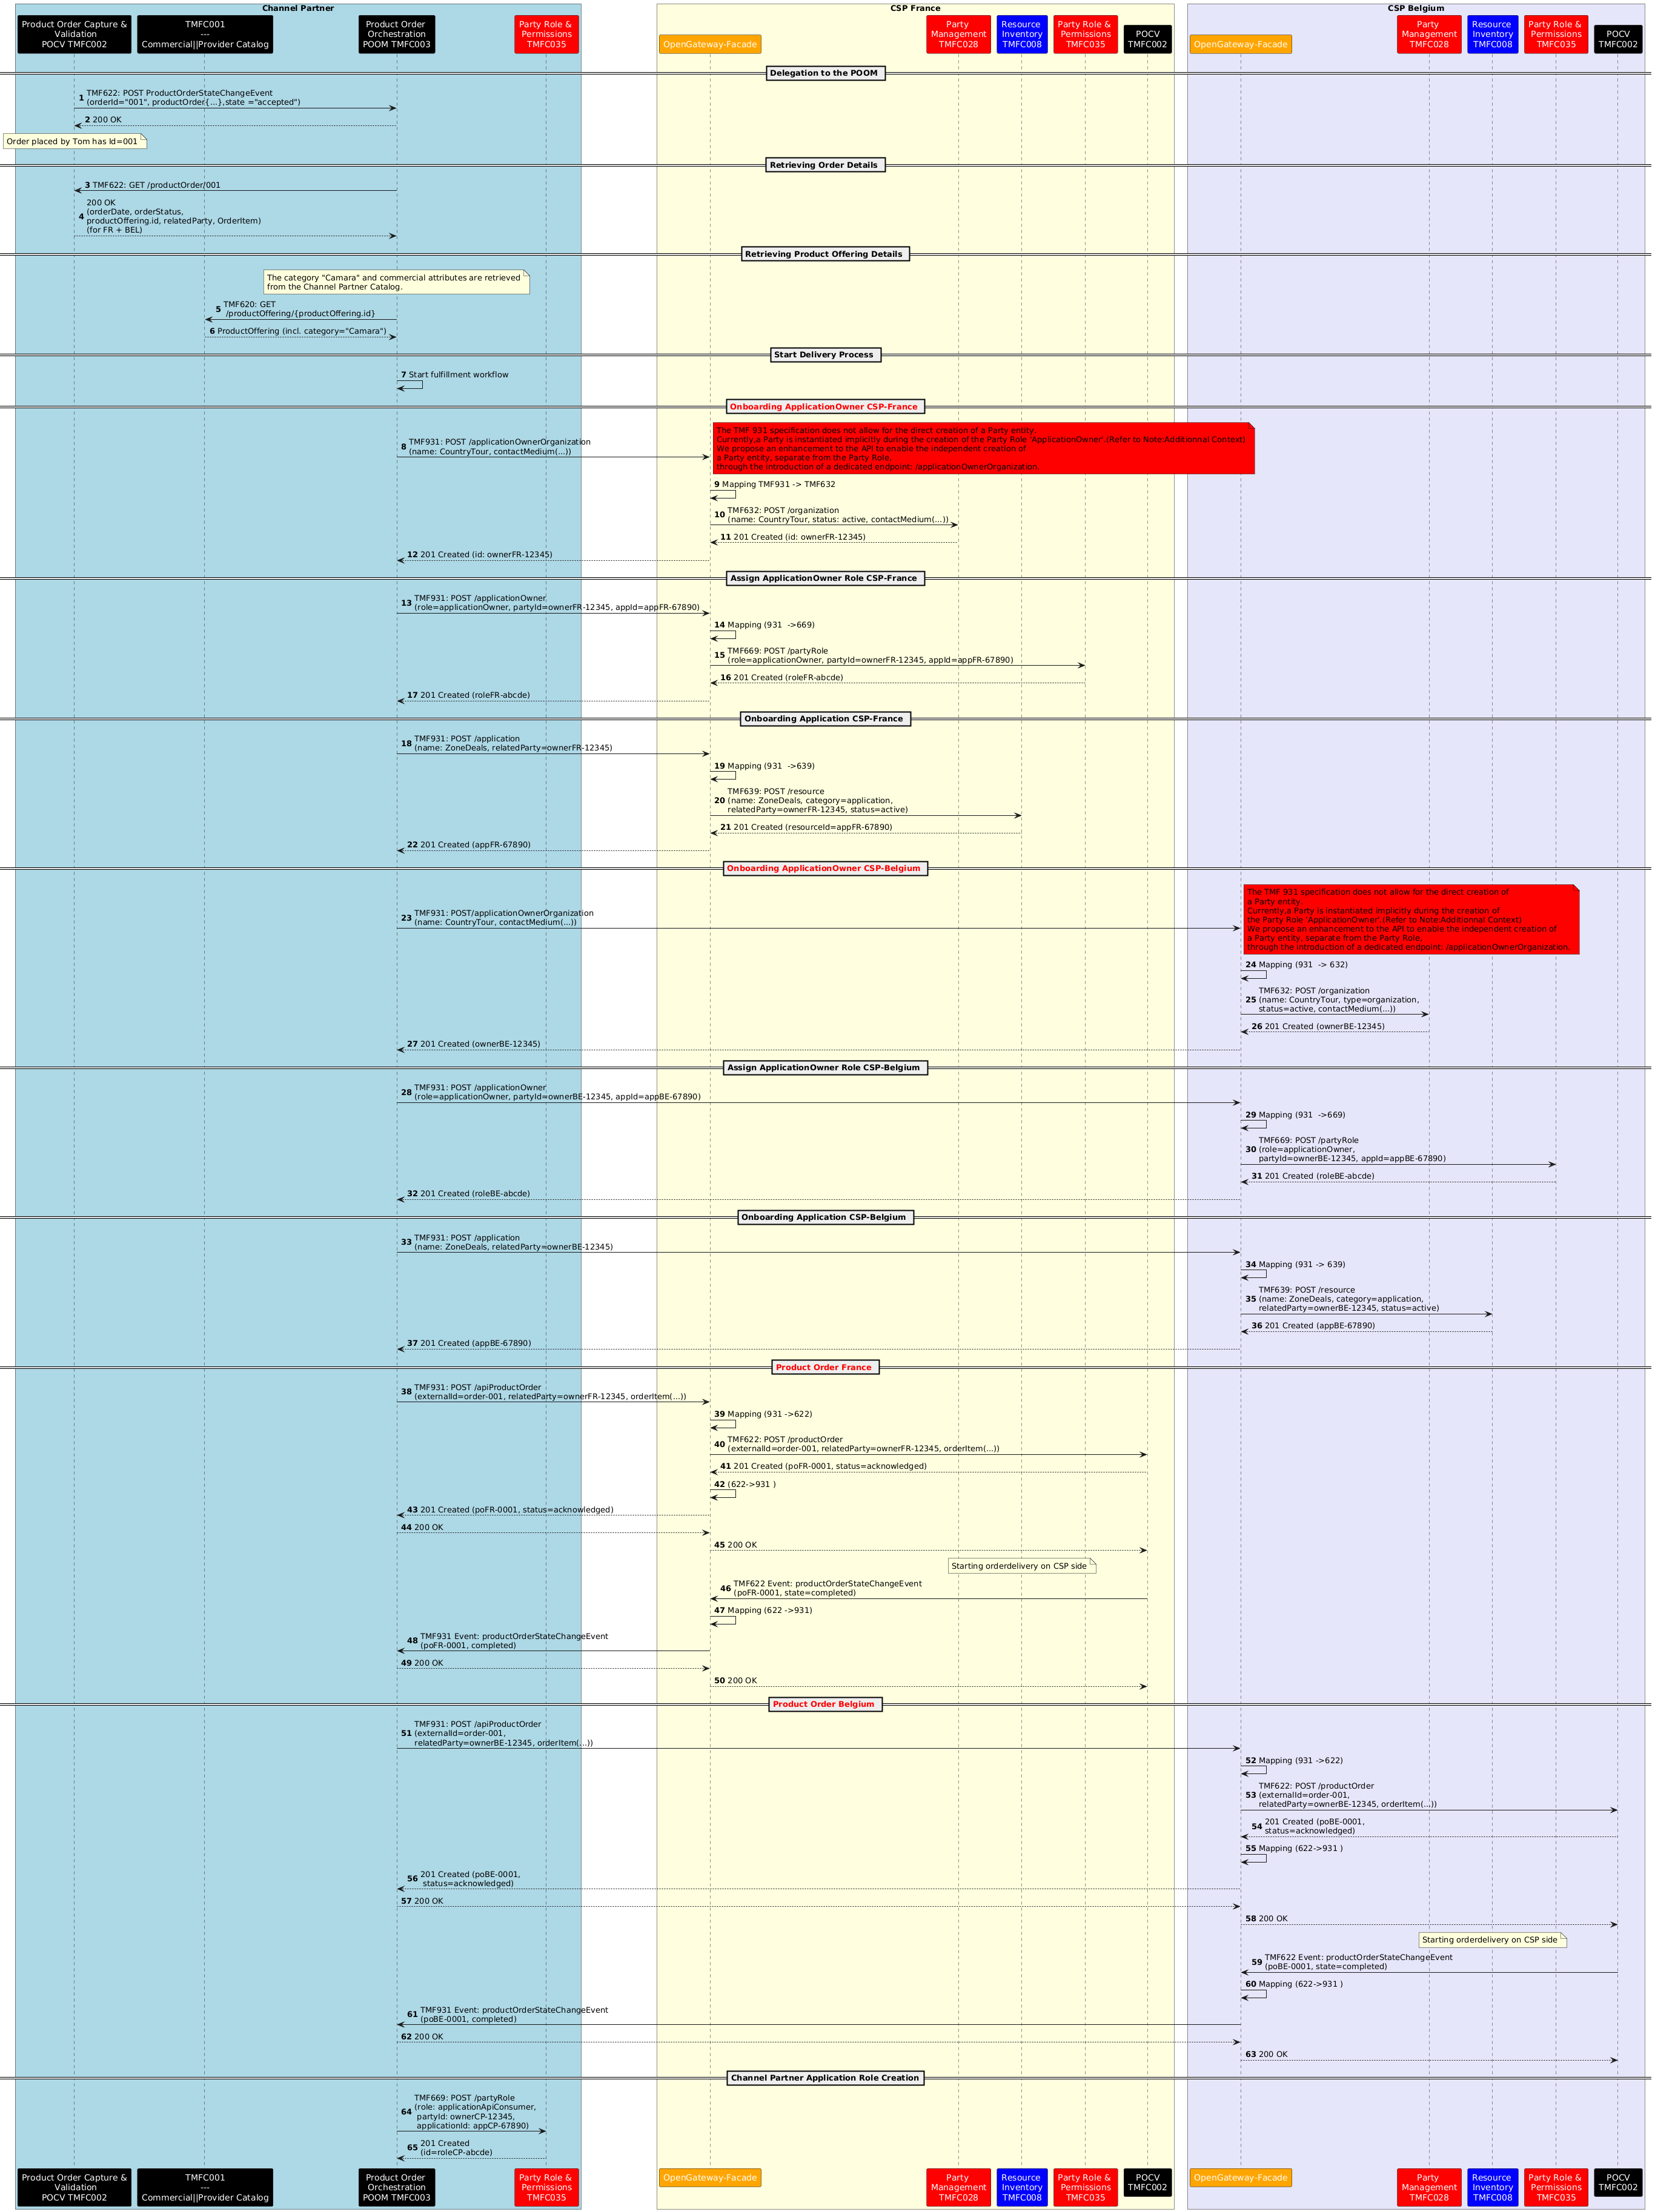 Channel Partner
CSP France
CSP Belgium
Product Order Capture &
Validation
POCV TMFC002
TMFC001
---
Commercial||Provider Catalog
Product Order
Orchestration
POOM TMFC003
Party Role &
Permissions
TMFC035
OpenGateway-Facade
Party
Management
TMFC028
Resource
Inventory
TMFC008
Party Role &
Permissions
TMFC035
POCV
TMFC002
OpenGateway-Facade
Party
Management
TMFC028
Resource
Inventory
TMFC008
Party Role &
Permissions
TMFC035
POCV
TMFC002
Delegation to the POOM
1 TMF622: POST ProductOrderStateChangeEvent
(orderId="001", productOrder{...},state ="accepted")
2 200 OK
Order placed by Tom has Id=001
Retrieving Order Details
3 TMF622: GET /productOrder/001
4 200 OK
(orderDate, orderStatus,
productOffering.id, relatedParty, OrderItem)
(for FR + BEL)
Retrieving Product Offering Details
The category "Camara" and commercial attributes are retrieved
from the Channel Partner Catalog.
5 TMF620: GET
/productOffering/{productOffering.id}
6 ProductOffering (incl. category="Camara")
Start Delivery Process
7 Start fulfillment workflow
Onboarding ApplicationOwner CSP-France
8 TMF931: POST /applicationOwnerOrganization
(name: CountryTour, contactMedium(...))
The TMF 931 specification does not allow for the direct creation of a Party entity.
Currently,a Party is instantiated implicitly during the creation of the Party Role 'ApplicationOwner'.(Refer to Note:Additionnal Context)
We propose an enhancement to the API to enable the independent creation of
a Party entity, separate from the Party Role,
through the introduction of a dedicated endpoint: /applicationOwnerOrganization.
9 Mapping TMF931 -> TMF632
10 TMF632: POST /organization
(name: CountryTour, status: active, contactMedium(...))
11 201 Created (id: ownerFR-12345)
12 201 Created (id: ownerFR-12345)
Assign ApplicationOwner Role CSP-France
13 TMF931: POST /applicationOwner
(role=applicationOwner, partyId=ownerFR-12345, appId=appFR-67890)
14 Mapping (931  ->669)
15 TMF669: POST /partyRole
(role=applicationOwner, partyId=ownerFR-12345, appId=appFR-67890)
16 201 Created (roleFR-abcde)
17 201 Created (roleFR-abcde)
Onboarding Application CSP-France
18 TMF931: POST /application
(name: ZoneDeals, relatedParty=ownerFR-12345)
19 Mapping (931  ->639)
20 TMF639: POST /resource
(name: ZoneDeals, category=application,
relatedParty=ownerFR-12345, status=active)
21 201 Created (resourceId=appFR-67890)
22 201 Created (appFR-67890)
Onboarding ApplicationOwner CSP-Belgium
23 TMF931: POST/applicationOwnerOrganization
(name: CountryTour, contactMedium(...))
The TMF 931 specification does not allow for the direct creation of
a Party entity.
Currently,a Party is instantiated implicitly during the creation of
the Party Role 'ApplicationOwner'.(Refer to Note:Additionnal Context)
We propose an enhancement to the API to enable the independent creation of
a Party entity, separate from the Party Role,
through the introduction of a dedicated endpoint: /applicationOwnerOrganization.
24 Mapping (931  -> 632)
25 TMF632: POST /organization
(name: CountryTour, type=organization,
status=active, contactMedium(...))
26 201 Created (ownerBE-12345)
27 201 Created (ownerBE-12345)
Assign ApplicationOwner Role CSP-Belgium
28 TMF931: POST /applicationOwner
(role=applicationOwner, partyId=ownerBE-12345, appId=appBE-67890)
29 Mapping (931  ->669)
30 TMF669: POST /partyRole
(role=applicationOwner,
partyId=ownerBE-12345, appId=appBE-67890)
31 201 Created (roleBE-abcde)
32 201 Created (roleBE-abcde)
Onboarding Application CSP-Belgium
33 TMF931: POST /application
(name: ZoneDeals, relatedParty=ownerBE-12345)
34 Mapping (931 -> 639)
35 TMF639: POST /resource
(name: ZoneDeals, category=application,
relatedParty=ownerBE-12345, status=active)
36 201 Created (appBE-67890)
37 201 Created (appBE-67890)
Product Order France
38 TMF931: POST /apiProductOrder
(externalId=order-001, relatedParty=ownerFR-12345, orderItem(...))
39 Mapping (931 ->622)
40 TMF622: POST /productOrder
(externalId=order-001, relatedParty=ownerFR-12345, orderItem(...))
41 201 Created (poFR-0001, status=acknowledged)
42 (622->931 )
43 201 Created (poFR-0001, status=acknowledged)
44 200 OK
45 200 OK
Starting orderdelivery on CSP side
46 TMF622 Event: productOrderStateChangeEvent
(poFR-0001, state=completed)
47 Mapping (622 ->931)
48 TMF931 Event: productOrderStateChangeEvent
(poFR-0001, completed)
49 200 OK
50 200 OK
Product Order Belgium
51 TMF931: POST /apiProductOrder
(externalId=order-001,
relatedParty=ownerBE-12345, orderItem(...))
52 Mapping (931 ->622)
53 TMF622: POST /productOrder
(externalId=order-001,
relatedParty=ownerBE-12345, orderItem(...))
54 201 Created (poBE-0001,
status=acknowledged)
55 Mapping (622->931 )
56 201 Created (poBE-0001,
status=acknowledged)
57 200 OK
58 200 OK
Starting orderdelivery on CSP side
59 TMF622 Event: productOrderStateChangeEvent
(poBE-0001, state=completed)
60 Mapping (622->931 )
61 TMF931 Event: productOrderStateChangeEvent
(poBE-0001, completed)
62 200 OK
63 200 OK
Channel Partner Application Role Creation
64 TMF669: POST /partyRole
(role: applicationApiConsumer,
partyId: ownerCP-12345,
applicationId: appCP-67890)
65 201 Created
(id=roleCP-abcde)
Product Order Capture &
Validation
POCV TMFC002
TMFC001
---
Commercial||Provider Catalog
Product Order
Orchestration
POOM TMFC003
Party Role &
Permissions
TMFC035
OpenGateway-Facade
Party
Management
TMFC028
Resource
Inventory
TMFC008
Party Role &
Permissions
TMFC035
POCV
TMFC002
OpenGateway-Facade
Party
Management
TMFC028
Resource
Inventory
TMFC008
Party Role &
Permissions
TMFC035
POCV
TMFC002